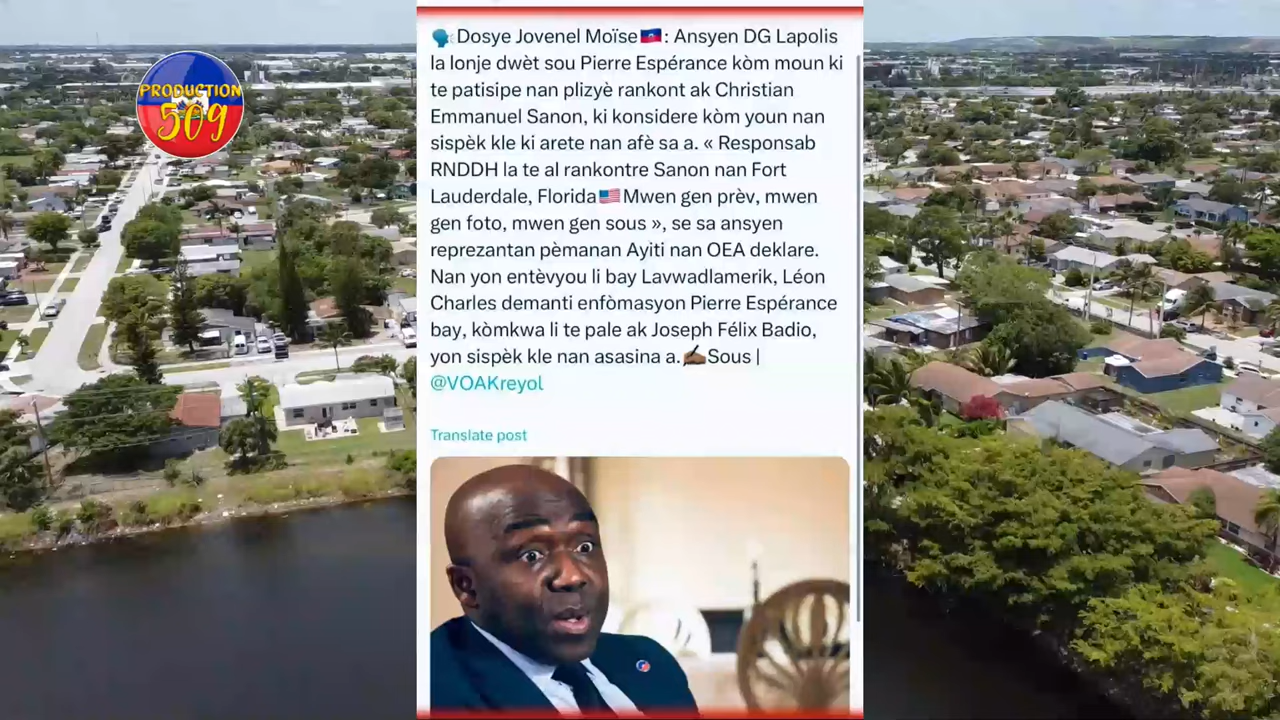 PRODUCTION
509
🗣️Dosye Jovenel Moïse🇭🇹: Ansyen DG Lapolis
la lonje dwèt sou Pierre Espérance kòm moun ki
te patisipe nan plizyè rankont ak Christian
Emmanuel Sanon, ki konsidere kòm youn nan
sispèk kle ki arete nan afè sa a. « Responsab
RNDDH la te al rankontre Sanon nan Fort
Lauderdale, Florida🇺🇸Mwen gen prèv, mwen
gen foto, mwen gen sous », se sa ansyen
reprezantan pèmanan Ayiti nan OEA deklare.
Nan yon entèvyou li bay Lavwadlamerik, Léon
Charles demanti enfòmasyon Pierre Espérance
bay, kòmkwa li te pale ak Joseph Félix Badio,
yon sispèk kle nan asasina a.✍🏾Sous |
@VOAKreyol
Translate post